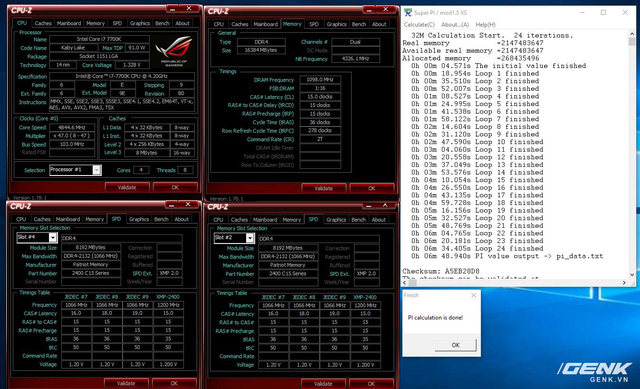 CPU-Z
CPU Caches Mainboard Memory SPD Graphics Bench About
Processor
Name Intel Core i7 7700K
Code Name Kaby Lake Max TDP 91.0 W
Package Socket 1151 LGA
Technology 14 nm Core Voltage 1.328 V
REPUBLIC OF GAMERS
Specification Intel® Core™ i7-7700K CPU @ 4.20GHz
Family 6 Model E Stepping 9
Ext. Family 6 Ext. Model 9E Revision B0
Instructions MMX, SSE, SSE2, SSE3, SSSE3, SSE4.1, SSE4.2, EM64T, VT-x,
AES, AVX, AVX2, FMA3, TSX
Clocks (Core #0)
Core Speed 4844.6 MHz
Multiplier x 47.0 ( 8 - 47 )
Bus Speed 103.0 MHz
Rated FSB
Caches
L1 Data 4 x 32 KBytes 8-way
L1 Inst. 4 x 32 KBytes 8-way
Level 2 4 x 256 KBytes 4-way
Level 3 8 MBytes 16-way
Selection Processor #1 Cores 4 Threads 8
Version 1.78.1
Validate OK
CPU-Z
CPU Caches Mainboard Memory SPD Graphics Bench About
General
Type DDR4 Channels # Dual
Size 16384 MBytes DC Mode
NB Frequency 4326.1 MHz
Timings
DRAM Frequency 1098.0 MHz
FSB:DRAM 1:16
CAS# Latency (CL) 15.0 clocks
RAS# to CAS# Delay (tRCD) 15 clocks
RAS# Precharge (tRP) 15 clocks
Cycle Time (tRAS) 36 clocks
Row Refresh Cycle Time (tRFC) 278 clocks
Command Rate (CR) 2T
DRAM Idle Timer
Total CAS# (tRDRAM)
Row To Column (tRCD)
Version 1.78.1
Validate OK
Super PI / mod1.5 XS
Calculate(C) About...(A) Help(H)
32M Calculation Start. 24 iterations.
Real memory =2147483647
Available real memory =2147483647
Allocated memory =268435496
0h 00m 04.571s The initial value finished
0h 00m 18.954s Loop 1 finished
0h 00m 35.510s Loop 2 finished
0h 00m 52.007s Loop 3 finished
0h 01m 08.527s Loop 4 finished
0h 01m 24.995s Loop 5 finished
0h 01m 41.538s Loop 6 finished
0h 01m 58.122s Loop 7 finished
0h 02m 14.604s Loop 8 finished
0h 02m 31.120s Loop 9 finished
0h 02m 47.590s Loop 10 finished
0h 03m 04.060s Loop 11 finished
0h 03m 20.558s Loop 12 finished
0h 03m 37.049s Loop 13 finished
0h 03m 53.576s Loop 14 finished
0h 04m 10.054s Loop 15 finished
0h 04m 26.550s Loop 16 finished
0h 04m 43.135s Loop 17 finished
0h 04m 59.728s Loop 18 finished
0h 05m 16.156s Loop 19 finished
0h 05m 32.527s Loop 20 finished
0h 05m 48.769s Loop 21 finished
0h 06m 04.765s Loop 22 finished
0h 06m 20.181s Loop 23 finished
0h 06m 34.405s Loop 24 finished
0h 06m 48.940s PI value output -> pi_data.txt
Checksum: A5EB28D8
The checksum can be validated at
CPU-Z
CPU Caches Mainboard Memory SPD Graphics Bench About
Memory Slot Selection
Slot #4 DDR4
Module Size 8192 MBytes Correction
Max Bandwidth DDR4-2132 (1066 MHz) Registered
Manufacturer Patriot Memory Buffered
Part Number 2400 C15 Series SPD Ext. XMP 2.0
Serial Number Week/Year
Timings Table
JEDEC #7 JEDEC #8 JEDEC #9 XMP-2400
Frequency 1066 MHz 1066 MHz 1066 MHz 1200 MHz
CAS# Latency 16.0 18.0 19.0 15.0
RAS# to CAS# 15 15 15 15
RAS# Precharge 15 15 15 15
tRAS 36 36 36 35
tRC 50 50 50 50
Command Rate
Voltage 1.20 V 1.20 V 1.20 V 1.200 V
Validate OK
CPU-Z
CPU Caches Mainboard Memory SPD Graphics Bench About
Memory Slot Selection
Slot #2 DDR4
Module Size 8192 MBytes Correction
Max Bandwidth DDR4-2132 (1066 MHz) Registered
Manufacturer Patriot Memory Buffered
Part Number 2400 C15 Series SPD Ext. XMP 2.0
Serial Number Week/Year
Timings Table
JEDEC #7 JEDEC #8 JEDEC #9 XMP-2400
Frequency 1066 MHz 1066 MHz 1066 MHz 1200 MHz
CAS# Latency 16.0 18.0 19.0 15.0
RAS# to CAS# 15 15 15 15
RAS# Precharge 15 15 15 15
tRAS 36 36 36 35
tRC 50 50 50 50
Command Rate
Voltage 1.20 V 1.20 V 1.20 V 1.200 V
Validate OK
Finish
PI calculation is done!
OK
GENK
GENK.VN